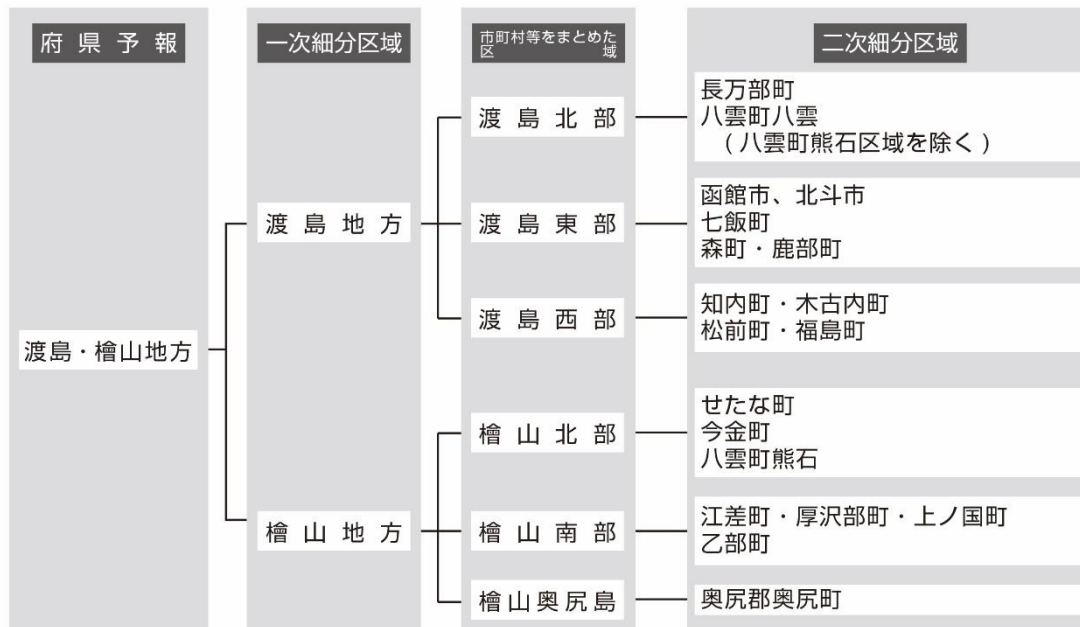 府県予報
一次細分区域
市町村等をまとめた
区域
二次細分区域
渡島・檜山地方
渡島地方
渡島北部
長万部町
八雲町八雲
(八雲町熊石区域を除く)
渡島東部
函館市、北斗市
七飯町
森町・鹿部町
渡島西部
知内町・木古内町
松前町・福島町
檜山地方
檜山北部
せたな町
今金町
八雲町熊石
檜山南部
江差町・厚沢部町・上ノ国町
乙部町
檜山奥尻島
奥尻郡奥尻町